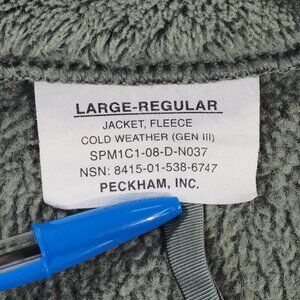 LARGE-REGULAR
JACKET, FLEECE
COLD WEATHER (GEN III)
SPM1C1-08-D-N037
NSN: 8415-01-538-6747
PECKHAM, INC.